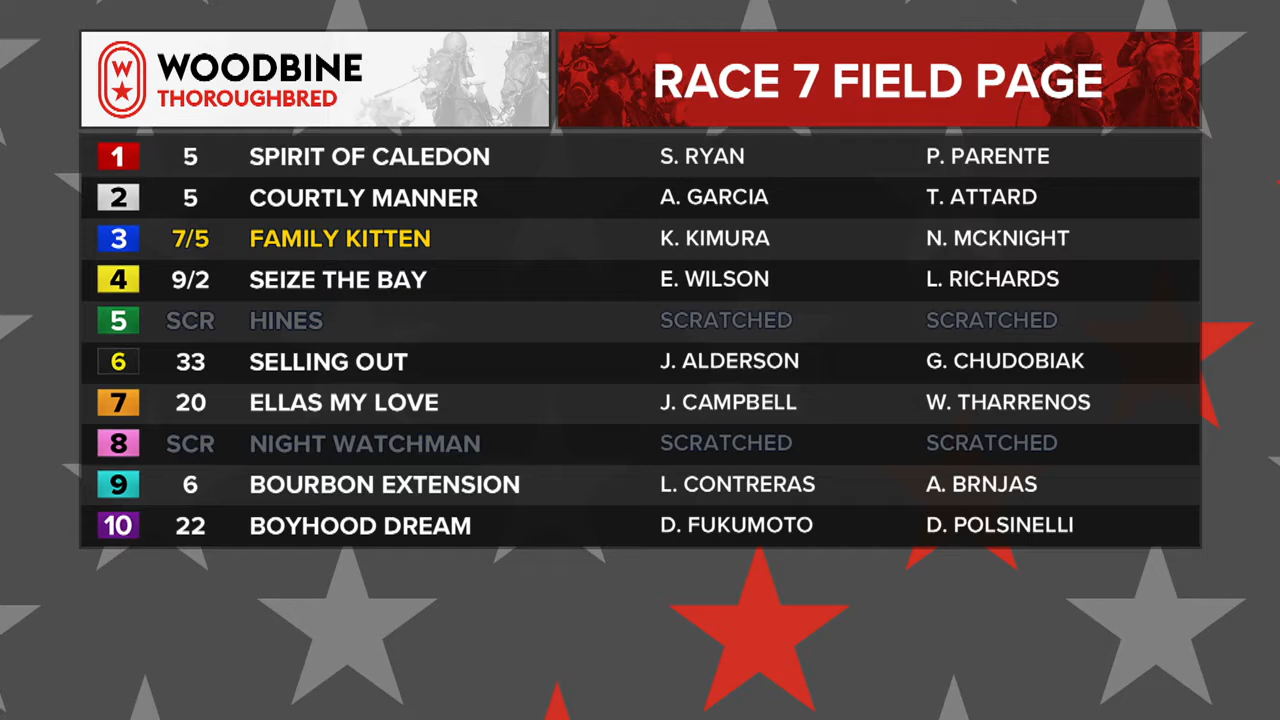 W
WOODBINE
THOROUGHBRED
RACE 7 FIELD PAGE
1 5 SPIRIT OF CALEDON S. RYAN P. PARENTE
2 5 COURTLY MANNER A. GARCIA T. ATTARD
3 7/5 FAMILY KITTEN K. KIMURA N. MCKNIGHT
4 9/2 SEIZE THE BAY E. WILSON L. RICHARDS
5 SCR HINES SCRATCHED SCRATCHED
6 33 SELLING OUT J. ALDERSON G. CHUDOBIAK
7 20 ELLAS MY LOVE J. CAMPBELL W. THARRENOS
8 SCR NIGHT WATCHMAN SCRATCHED SCRATCHED
9 6 BOURBON EXTENSION L. CONTRERAS A. BRNJAS
10 22 BOYHOOD DREAM D. FUKUMOTO D. POLSINELLI